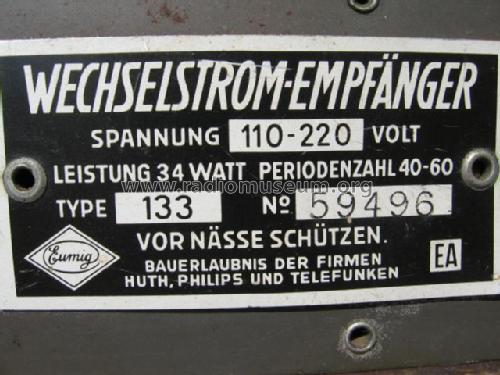 WECHSELSTROM-EMPFÄNGER
SPANNUNG 110-220 VOLT
LEISTUNG 34 WATT PERIODENZAHL 40-60
www.radiomuseum.org
TYPE 133 Nº 59496
VOR NÄSSE SCHÜTZEN.
Eumig
BAUERLAUBNIS DER FIRMEN
HUTH, PHILIPS UND TELEFUNKEN
EA